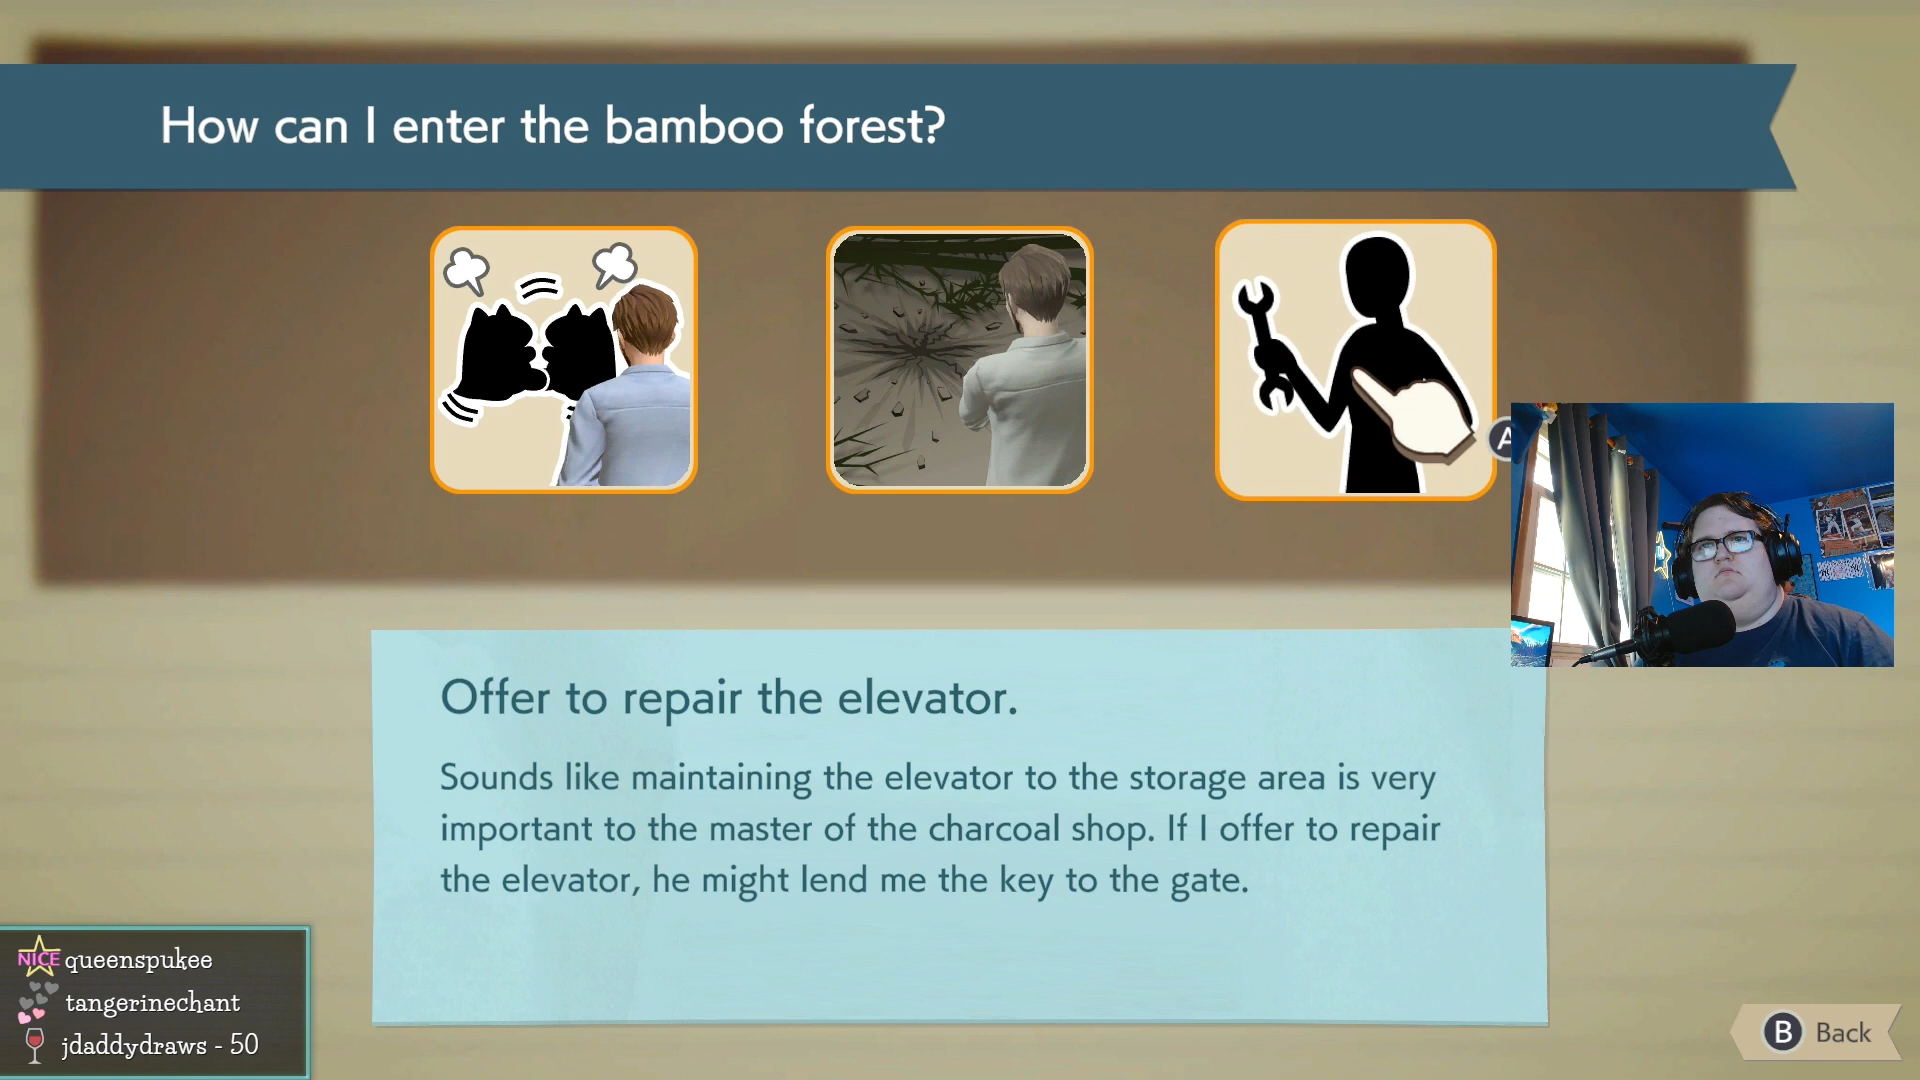 How can I enter the bamboo forest?
A
Offer to repair the elevator.
Sounds like maintaining the elevator to the storage area is very
important to the master of the charcoal shop. If I offer to repair
the elevator, he might lend me the key to the gate.
NICE queenspukee
tangerinechant
jdaddydraws - 50
B Back